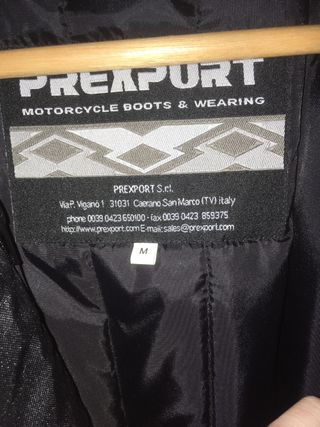 PREXPORT
MOTORCYCLE BOOTS & WEARING
PREXPORT S.r.l.
Via P. Viganò 1 31031 Caerano San Marco (TV) italy
phone 0039 0423 650100 - fax 0039 0423 859375
http://www.prexport.com E-mail: sales@prexport.com
M